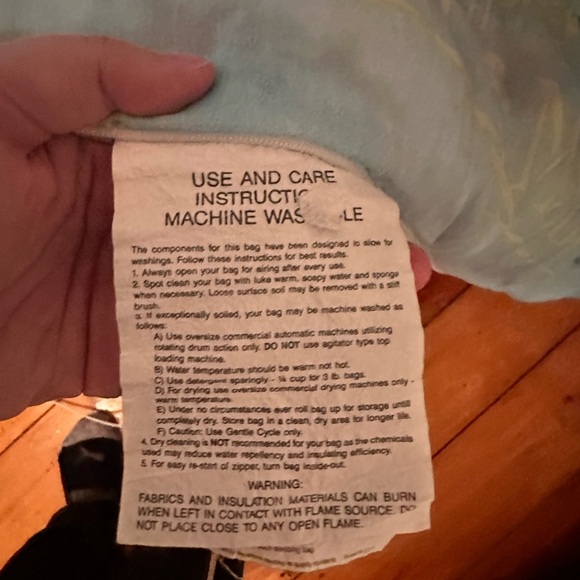 USE AND CARE
INSTRUCTIO
MACHINE WAS LE
The components for this bag have been designed to allow for
washings. Follow these instructions for best results.
1. Always open your bag for airing after every use.
2. Spot clean your bag with luke warm, soapy water and sponge
when necessary. Loose surface soil may be removed with a stiff
brush.
3. If exceptionally soiled, your bag may be machine washed as
follows:
A) Use oversize commercial automatic machines utilizing
rotating drum action only. DO NOT use agitator type top
loading machine.
B) Water temperature should be warm not hot.
C) Use detergent sparingly - ¼ cup for 3 lb. bags.
D) For drying use oversize commercial drying machines only -
warm temperature.
E) Under no circumstances ever roll bag up for storage until
completely dry. Store bag in a clean, dry area for longer life.
F) Caution: Use Gentle Cycle only.
4. Dry cleaning is NOT recommended for your bag as the chemicals
used may reduce water repellency and insulating efficiency.
5. For easy re-start of zipper, turn bag inside-out.
WARNING:
FABRICS AND INSULATION MATERIALS CAN BURN
WHEN LEFT IN CONTACT WITH FLAME SOURCE. DO
NOT PLACE CLOSE TO ANY OPEN FLAME.